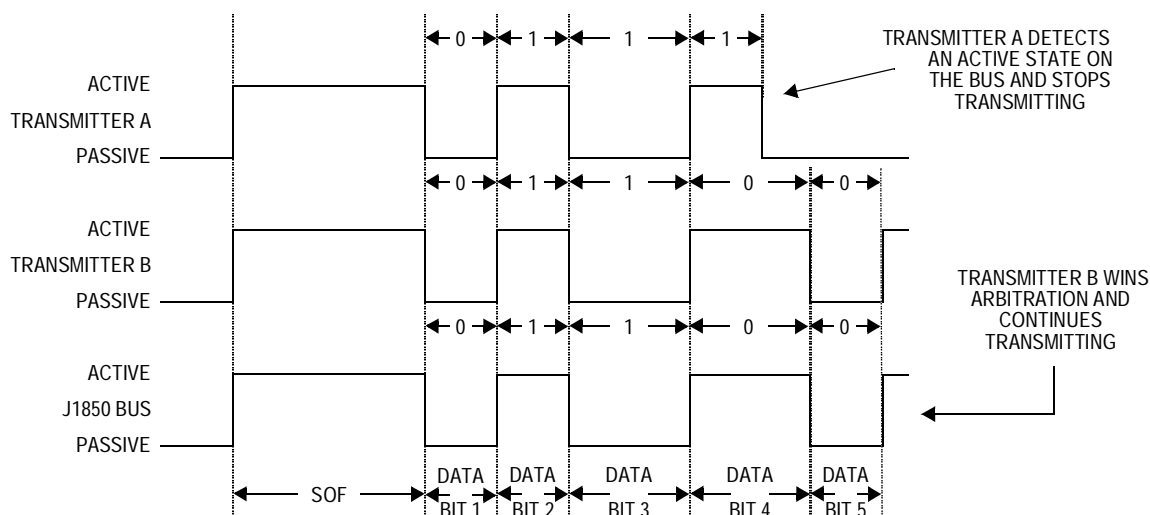 0 1 1 1
TRANSMITTER A DETECTS
AN ACTIVE STATE ON
THE BUS AND STOPS
TRANSMITTING
ACTIVE
TRANSMITTER A
PASSIVE
0 1 1 0 0
ACTIVE
TRANSMITTER B
PASSIVE
TRANSMITTER B WINS
ARBITRATION AND
CONTINUES
TRANSMITTING
0 1 1 0 0
ACTIVE
J1850 BUS
PASSIVE
SOF
DATA
BIT 1
DATA
BIT 2
DATA
BIT 3
DATA
BIT 4
DATA
BIT 5